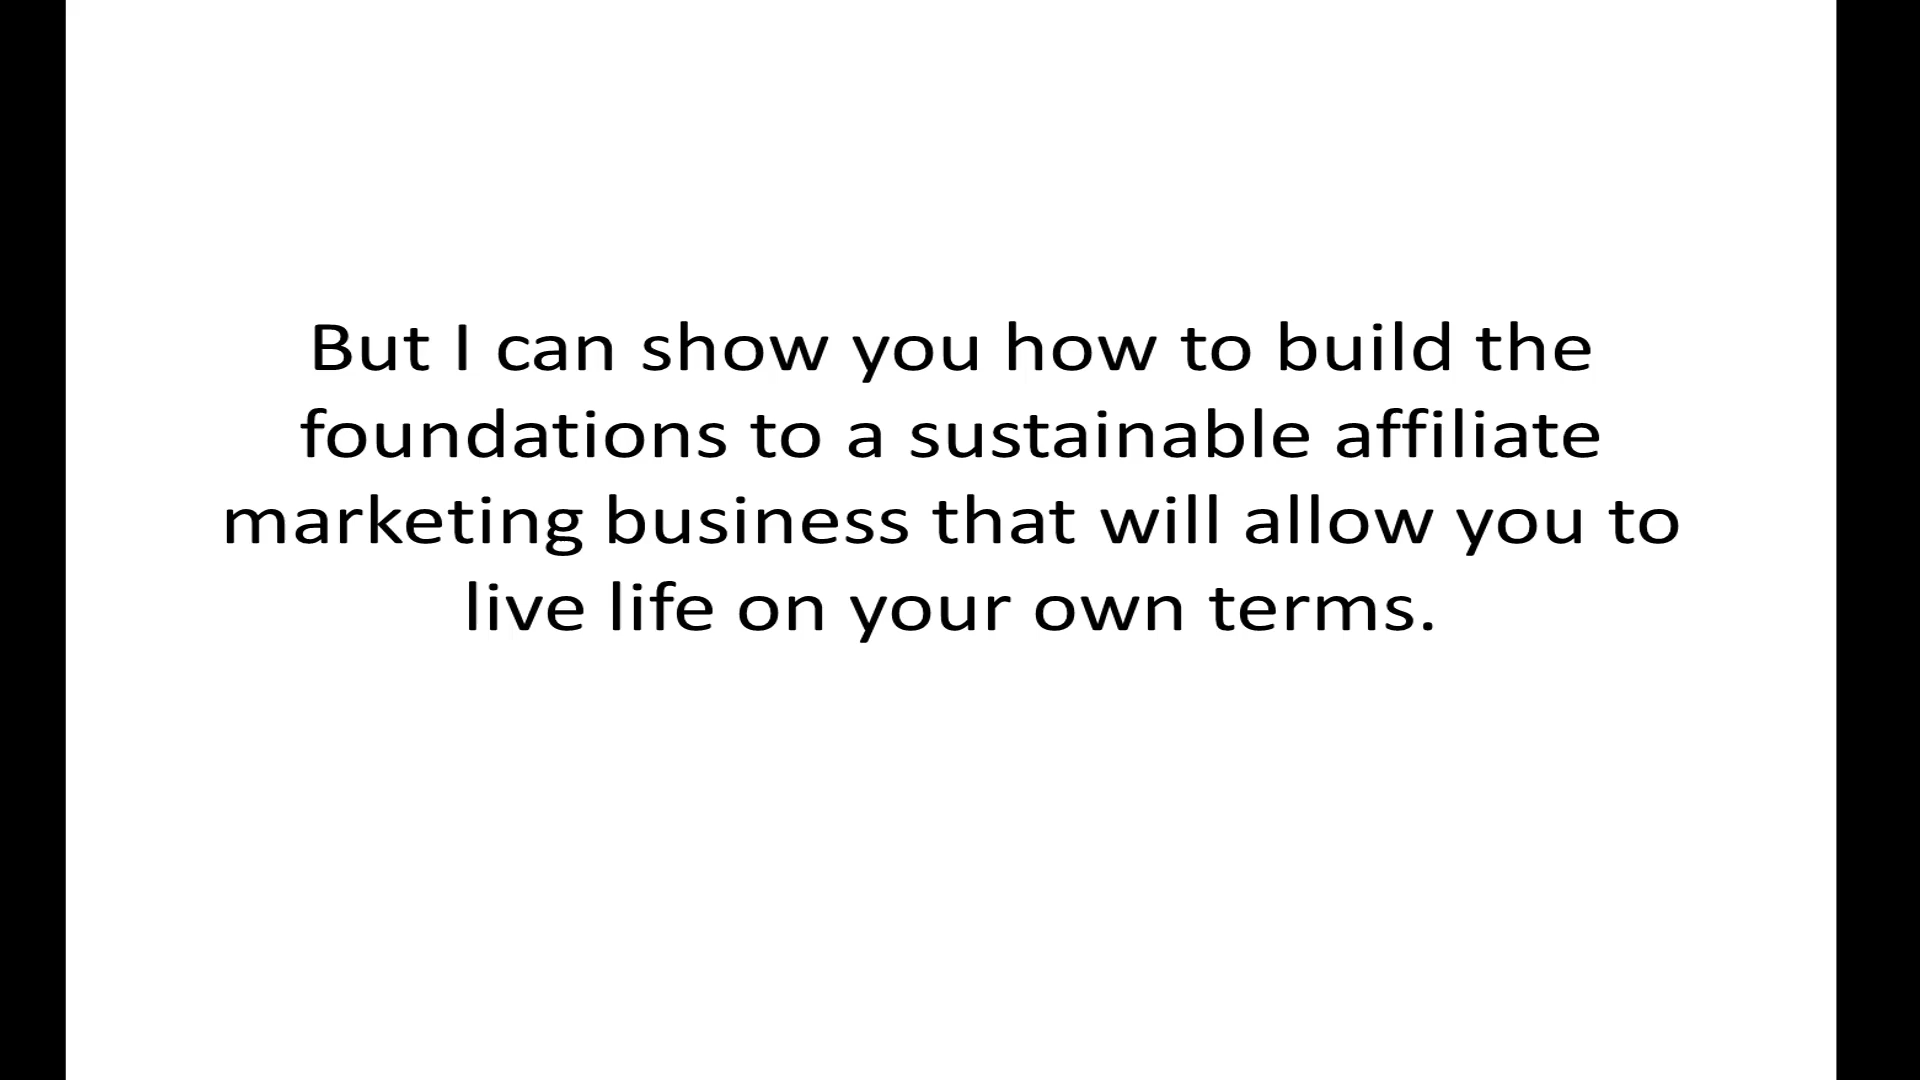 But I can show you how to build the
foundations to a sustainable affiliate
marketing business that will allow you to
live life on your own terms.